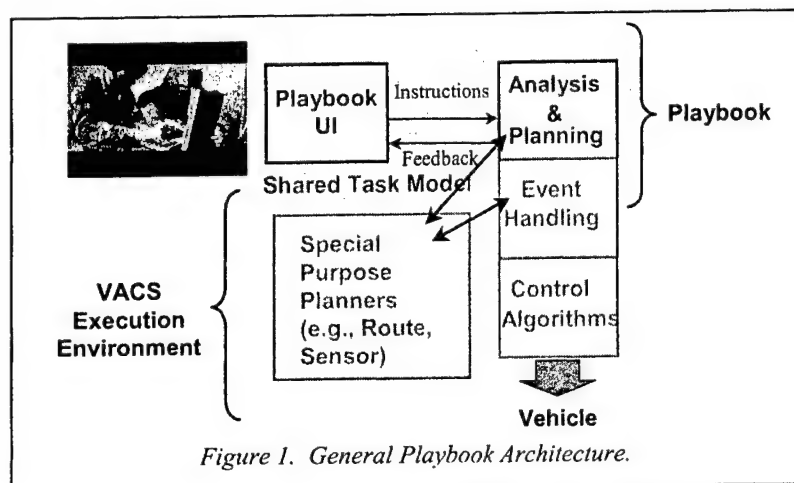 Playbook
UI
Instructions
Feedback
Analysis
&
Planning
Playbook
Shared Task Model
Event
Handling
Special
Purpose
Planners
(e.g., Route,
Sensor)
VACS
Execution
Environment
Control
Algorithms
Vehicle
Figure 1. General Playbook Architecture.